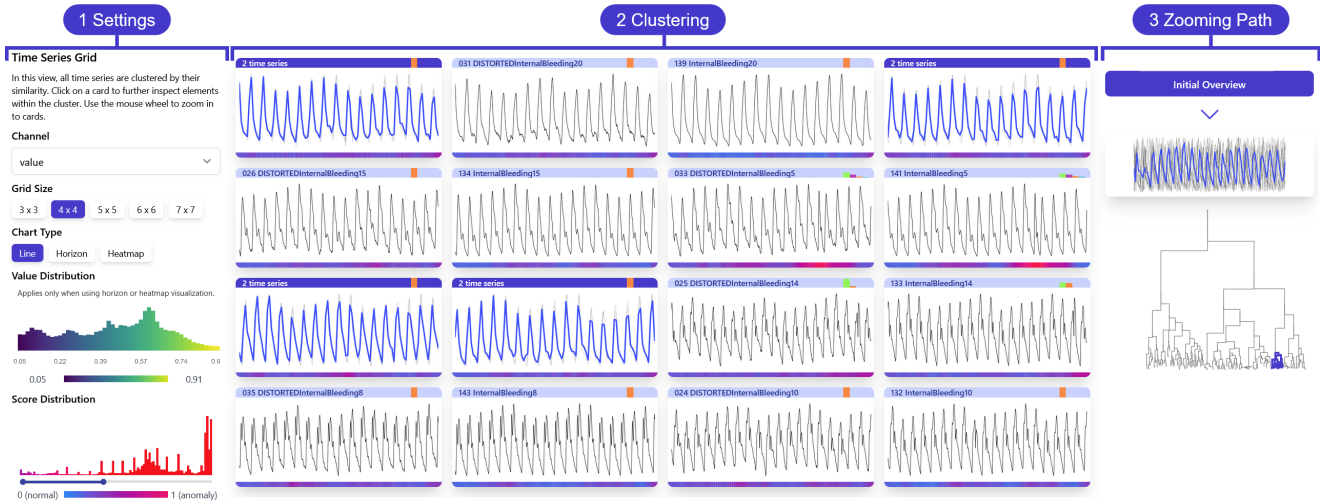 1 Settings
2 Clustering
3 Zooming Path
Time Series Grid
In this view, all time series are clustered by their
similarity. Click on a card to further inspect elements
within the cluster. Use the mouse wheel to zoom in
to cards.
Channel
value
Grid Size
3 x 3 4 x 4 5 x 5 6 x 6 7 x 7
Chart Type
Line Horizon Heatmap
Value Distribution
Applies only when using horizon or heatmap visualization.
0.05 0.22 0.39 0.57 0.74 0.9
0.05 0.91
Score Distribution
0 (normal) 1 (anomaly)
2 time series
031 DISTORTEDInternalBleeding20
139 InternalBleeding20
2 time series
026 DISTORTEDInternalBleeding15
134 InternalBleeding15
033 DISTORTEDInternalBleeding5
141 InternalBleeding5
2 time series
2 time series
025 DISTORTEDInternalBleeding14
133 InternalBleeding14
035 DISTORTEDInternalBleeding8
143 InternalBleeding8
024 DISTORTEDInternalBleeding10
132 InternalBleeding10
Initial Overview